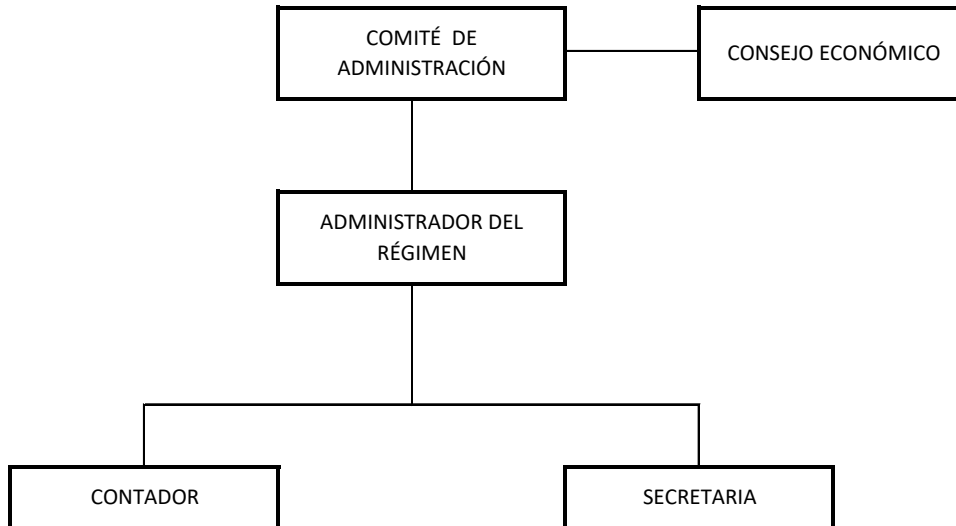 COMITÉ DE
ADMINISTRACIÓN
CONSEJO ECONÓMICO
ADMINISTRADOR DEL
RÉGIMEN
CONTADOR
SECRETARIA